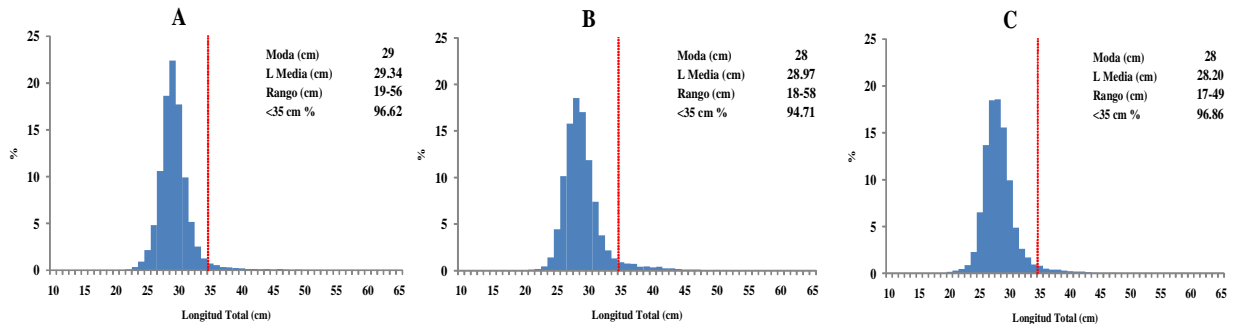 A
25
20
15
10
5
0
%
10 15 20 25 30 35 40 45 50 55 60 65
Longitud Total (cm)
Moda (cm) 29
L Media (cm) 29.34
Rango (cm) 19-56
<35 cm % 96.62
B
25
20
15
10
5
0
%
10 15 20 25 30 35 40 45 50 55 60 65
Longitud Total (cm)
Moda (cm) 28
L Media (cm) 28.97
Rango (cm) 18-58
<35 cm % 94.71
C
25
20
15
10
5
0
%
10 15 20 25 30 35 40 45 50 55 60 65
Longitud Total (cm)
Moda (cm) 28
L Media (cm) 28.20
Rango (cm) 17-49
<35 cm % 96.86